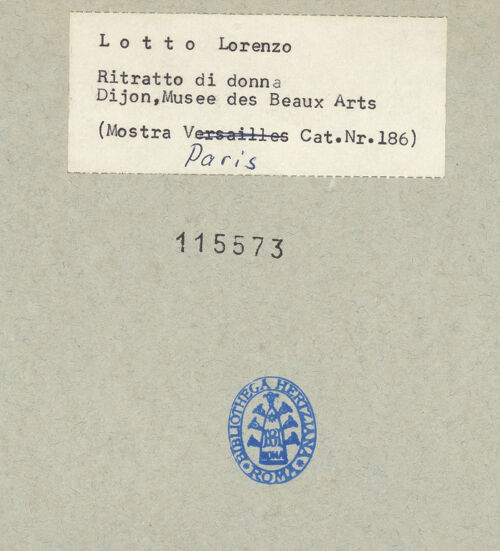 Lotto Lorenzo
Ritratto di donna
Dijon,Musee des Beaux Arts
(Mostra Versailles Cat.Nr.186)
Paris
115573
BIBLIOTHECA HERTZIANA
ROMA
ROMA